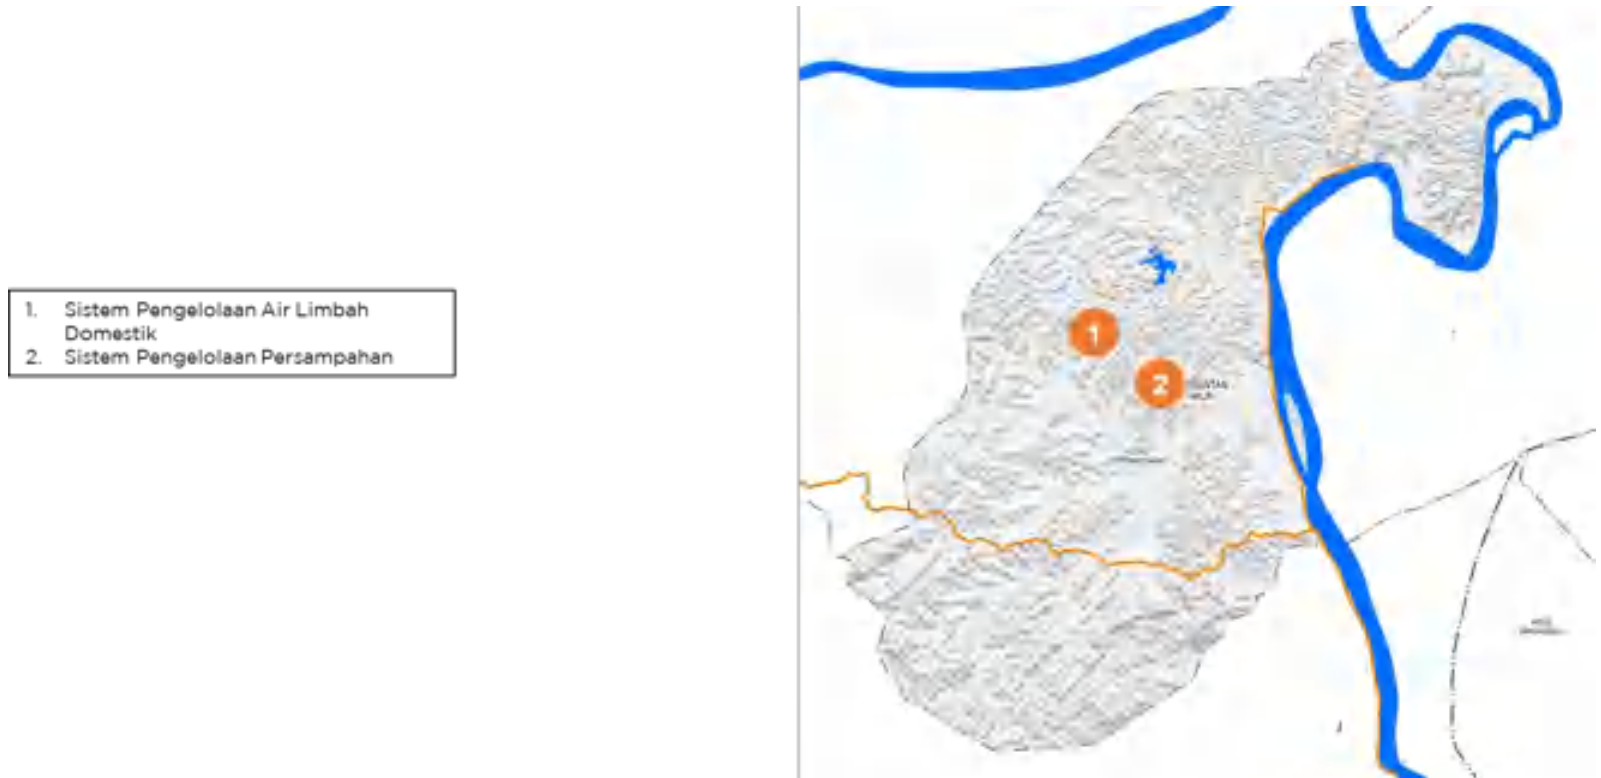 1. Sistem Pengelolaan Air Limbah
Domestik
2. Sistem Pengelolaan Persampahan
1
2